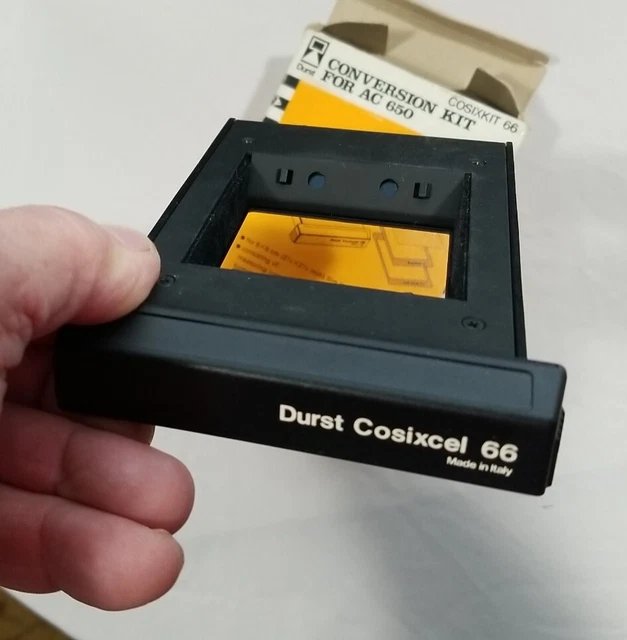 Durst
CONVERSION KIT
FOR AC 650
COSIXKIT 66
Durst Cosixcel 66
Made in Italy